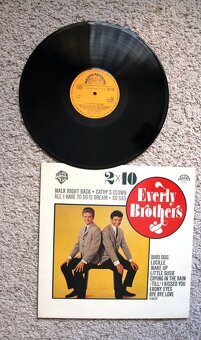 2×10
WALK RIGHT BACK • CATHY'S CLOWN
ALL I HAVE TO DO IS DREAM • SO SAD
Everly
Brothers
BIRD DOG
LUCILLE
WAKE UP
LITTLE SUSIE
CRYING IN THE RAIN
(TILL) I KISSED YOU
EBONY EYES
BYE BYE LOVE